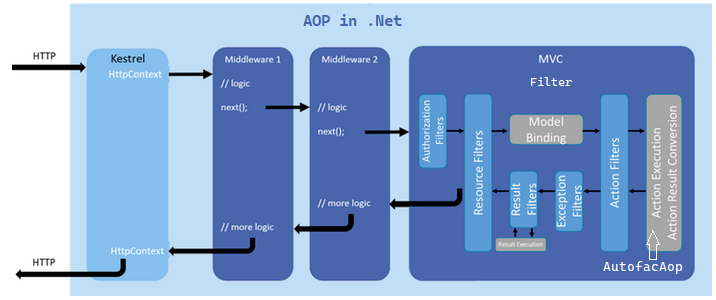 AOP in .Net
HTTP
Kestrel
HttpContext
HttpContext
HTTP
Middleware 1
// logic
next();
// more logic
Middleware 2
// logic
next();
// more logic
MVC
Filter
Authorization
Filters
Resource Filters
Model
Binding
Result
Filters
Result Execution
Exception
Filters
Action Filters
Action Execution
Action Result Conversion
AutofacAop